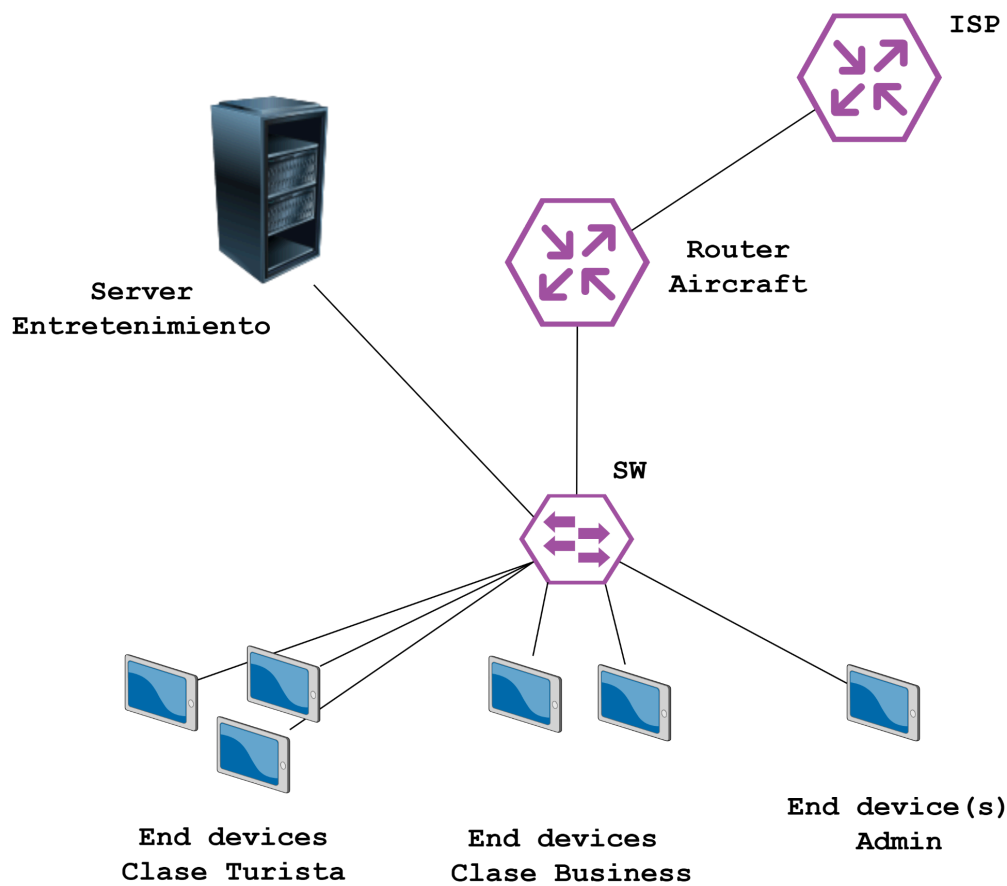 ISP
Router
Aircraft
Server
Entretenimiento
SW
End devices
Clase Turista
End devices
Clase Business
End device(s)
Admin